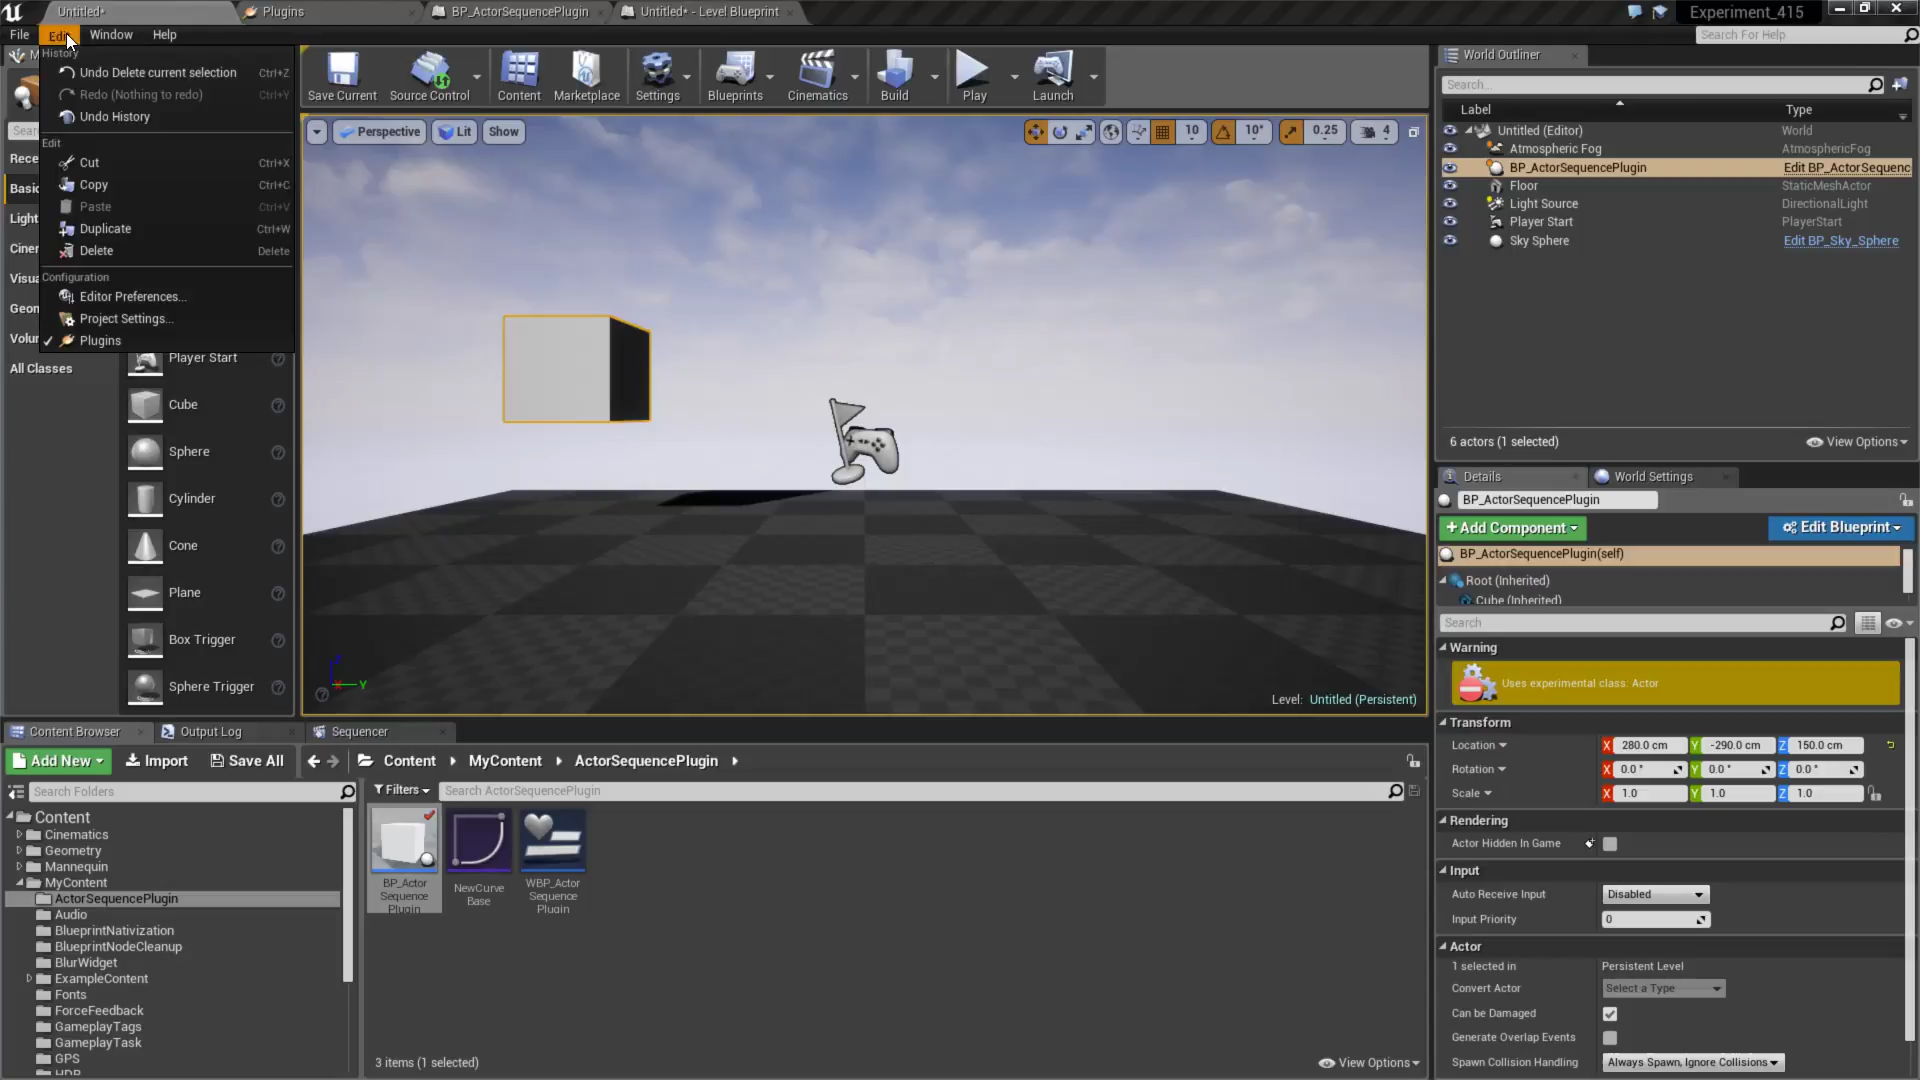 Untitled*
Plugins
BP_ActorSequencePlugin
Untitled* - Level Blueprint
Experiment_415
File
Edit
Window
Help
Search For Help
History
Undo Delete current selection Ctrl+Z
Redo (Nothing to redo) Ctrl+Y
Undo History
Edit
Cut Ctrl+X
Copy Ctrl+C
Paste Ctrl+V
Duplicate Ctrl+W
Delete Delete
Configuration
Editor Preferences...
Project Settings...
Plugins
All Classes
Player Start
Cube
Sphere
Cylinder
Cone
Plane
Box Trigger
Sphere Trigger
Save Current
Source Control
Content
Marketplace
Settings
Blueprints
Cinematics
Build
Play
Launch
Perspective
Lit
Show
10
10°
0.25
4
Y
Level: Untitled (Persistent)
World Outliner
Search...
Label Type
Untitled (Editor) World
Atmospheric Fog AtmosphericFog
BP_ActorSequencePlugin Edit BP_ActorSequenc
Floor StaticMeshActor
Light Source DirectionalLight
Player Start PlayerStart
Sky Sphere Edit BP_Sky_Sphere
6 actors (1 selected)
View Options
Details
World Settings
BP_ActorSequencePlugin
+Add Component
Edit Blueprint
BP_ActorSequencePlugin(self)
Root (Inherited)
Cube (Inherited)
Search
Warning
Uses experimental class: Actor
Transform
Location X 280.0 cm Y -290.0 cm Z 150.0 cm
Rotation X 0.0 ° Y 0.0 ° Z 0.0 °
Scale X 1.0 Y 1.0 Z 1.0
Rendering
Actor Hidden In Game
Input
Auto Receive Input Disabled
Input Priority 0
Actor
1 selected in Persistent Level
Convert Actor Select a Type
Can be Damaged
Generate Overlap Events
Spawn Collision Handling Always Spawn, Ignore Collisions
Content Browser
Output Log
Sequencer
Add New
Import
Save All
Content
MyContent
ActorSequencePlugin
Search Folders
Filters
Search ActorSequencePlugin
Content
Cinematics
Geometry
Mannequin
MyContent
ActorSequencePlugin
Audio
BlueprintNativization
BlueprintNodeCleanup
BlurWidget
ExampleContent
Fonts
ForceFeedback
GameplayTags
GameplayTask
GPS
HDR
BP_Actor
Sequence
Plugin
NewCurve
Base
WBP_Actor
Sequence
Plugin
3 items (1 selected)
View Options